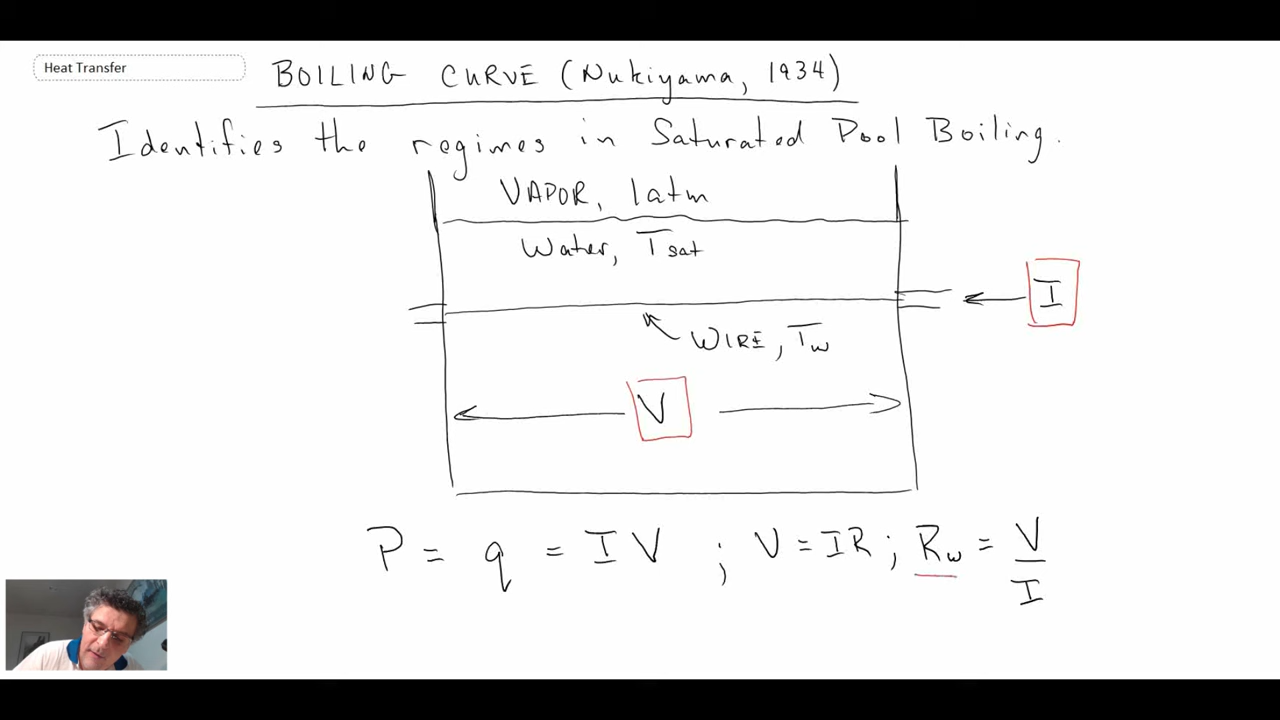 Heat Transfer
BOILING CURVE (Nukiyama, 1934)
Identifies the regimes in Saturated Pool Boiling.
VAPOR, 1atm
Water, Tsat
I
WIRE, Tw
V
P = q = IV ; V = IR ; Rw = V / I